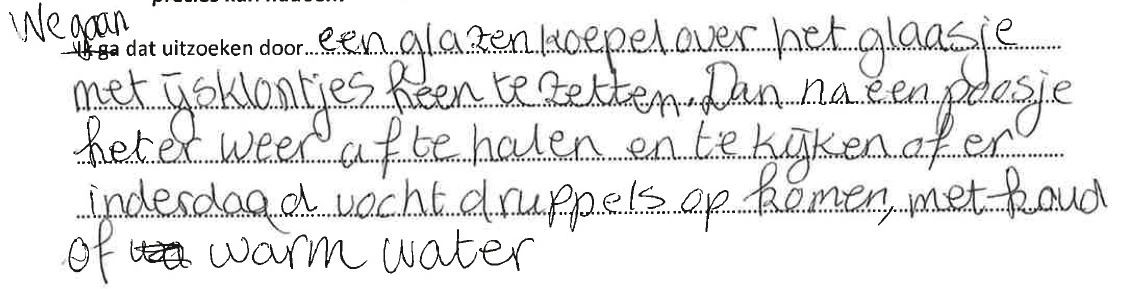 We gaan
ik ga dat uitzoeken door een glazen koepel over het glaasje
met ijsklontjes heen te zetten. Dan na een poosje
het er weer af te halen en te kijken of er
inderdaad vocht druppels op komen, met koud
of warm water